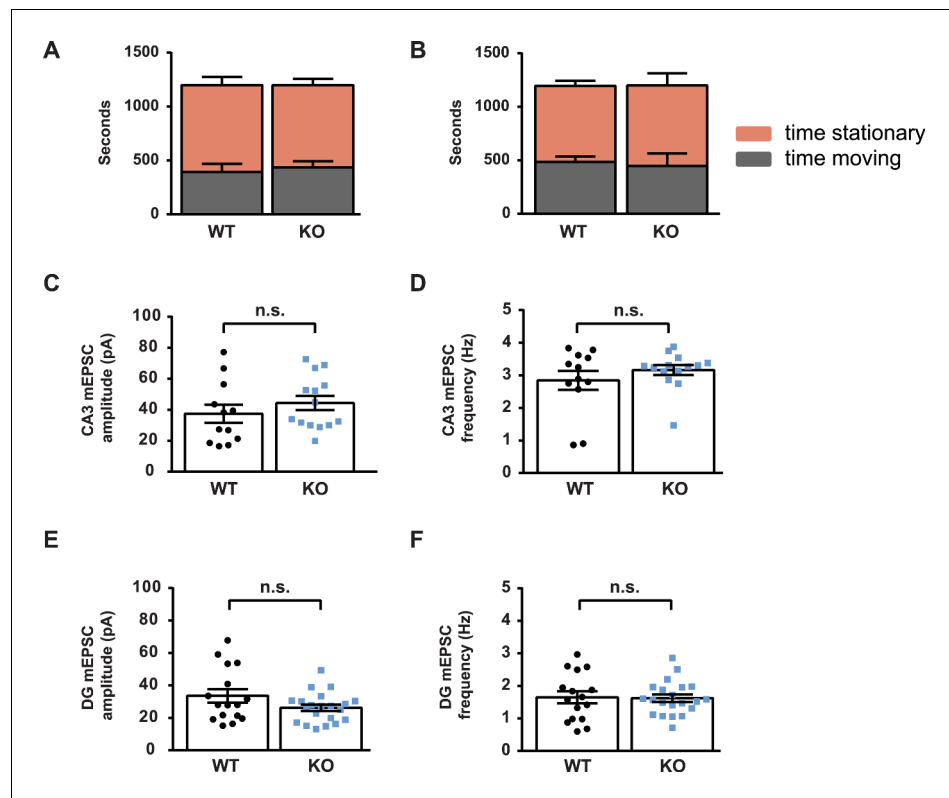 A
1500
1000
500
0
Seconds
WT KO
B
1500
1000
500
0
Seconds
WT KO
time stationary
time moving
C
100
80
60
40
20
0
CA3 mEPSC
amplitude (pA)
n.s.
WT KO
D
5
4
3
2
1
0
CA3 mEPSC
frequency (Hz)
n.s.
WT KO
E
100
80
60
40
20
0
DG mEPSC
amplitude (pA)
n.s.
WT KO
F
5
4
3
2
1
0
DG mEPSC
frequency (Hz)
n.s.
WT KO